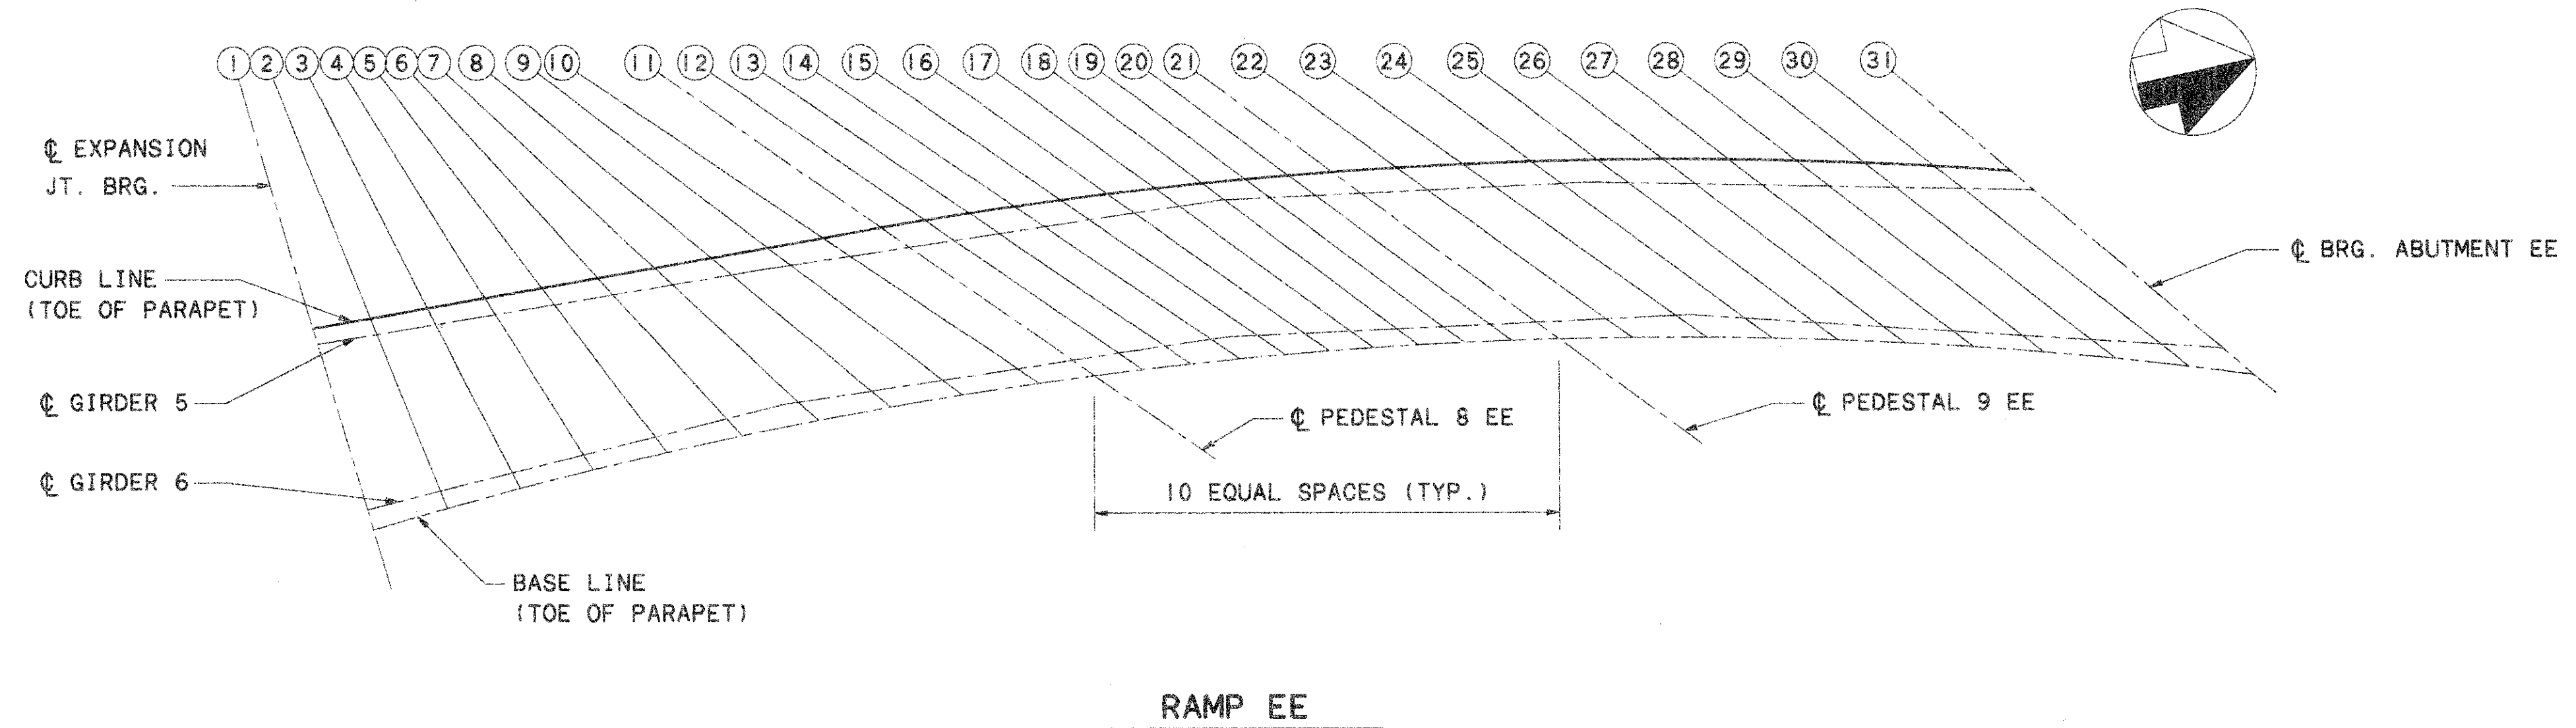 1 2 3 4 5 6 7 8 9 10 11 12 13 14 15 16 17 18 19 20 21 22 23 24 25 26 27 28 29 30 31
℄ EXPANSION
JT. BRG.
CURB LINE
(TOE OF PARAPET)
℄ GIRDER 5
℄ GIRDER 6
BASE LINE
(TOE OF PARAPET)
℄ PEDESTAL 8 EE
10 EQUAL SPACES (TYP.)
℄ PEDESTAL 9 EE
℄ BRG. ABUTMENT EE
RAMP EE